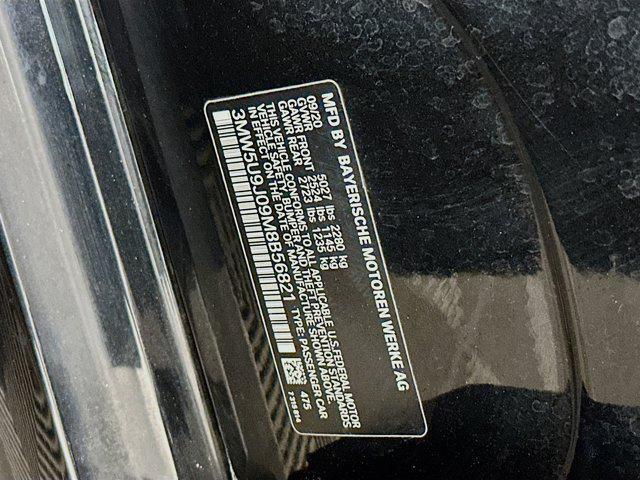 MFD BY BAYERISCHE MOTOREN WERKE AG
09/20
GVWR 5027 lbs 2280 kg
GAWR FRONT 2524 lbs 1145 kg
GAWR REAR 2723 lbs 1235 kg
THIS VEHICLE CONFORMS TO ALL APPLICABLE U.S. FEDERAL MOTOR
VEHICLE SAFETY, BUMPER AND THEFT PREVENTION STANDARDS
IN EFFECT ON THE DATE OF MANUFACTURE SHOWN ABOVE.
3MW5U9J09M8B56821 TYPE: PASSENGER CAR
475